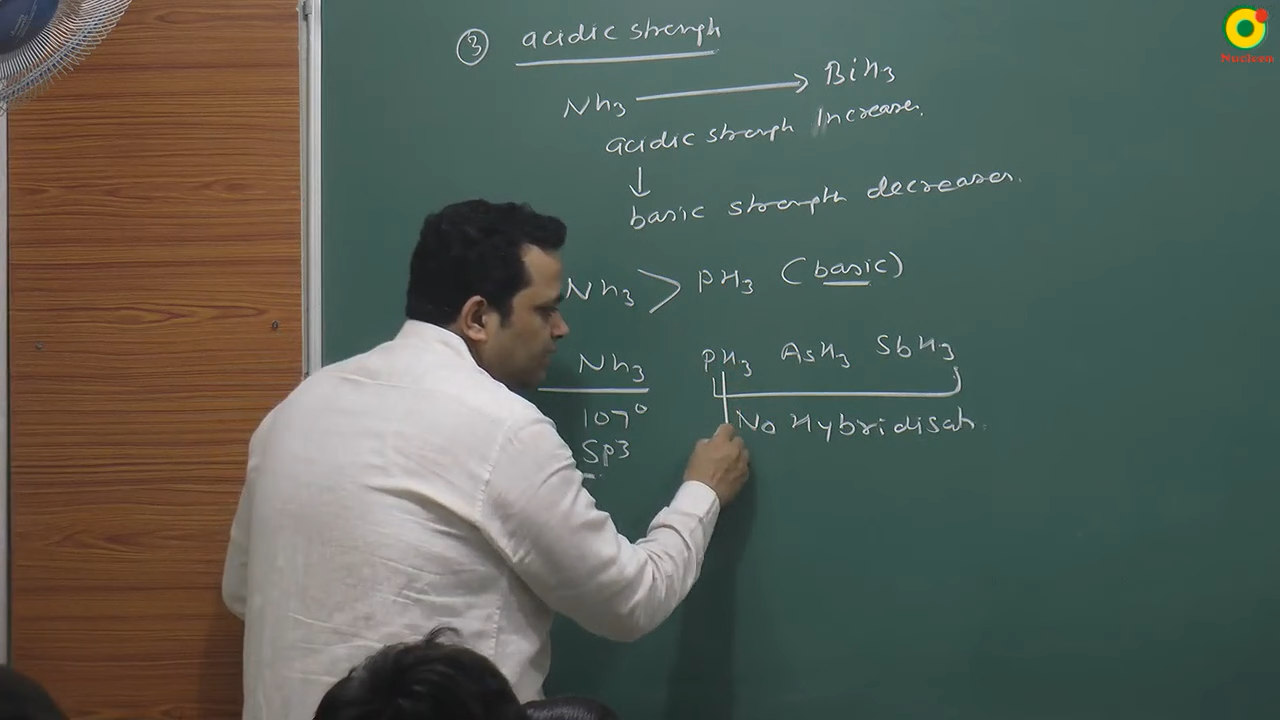 ③ acidic strength
Nh3 ⟶ BiH3
acidic strength Increase.
↓
basic strength decreases.
Nh3 > PH3 (basic)
Nh3 PH3 AsH3 SbH3
107° No Hybridisat.
Sp3
Nucleon